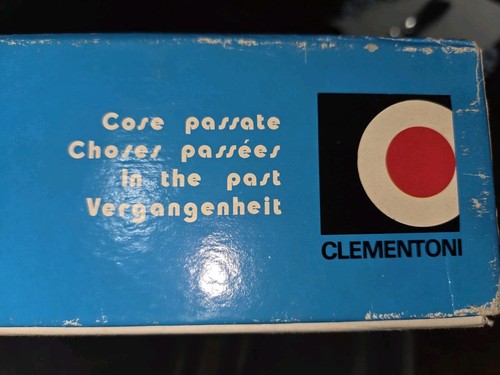 Cose passate
Choses passées
In the past
Vergangenheit
CLEMENTONI